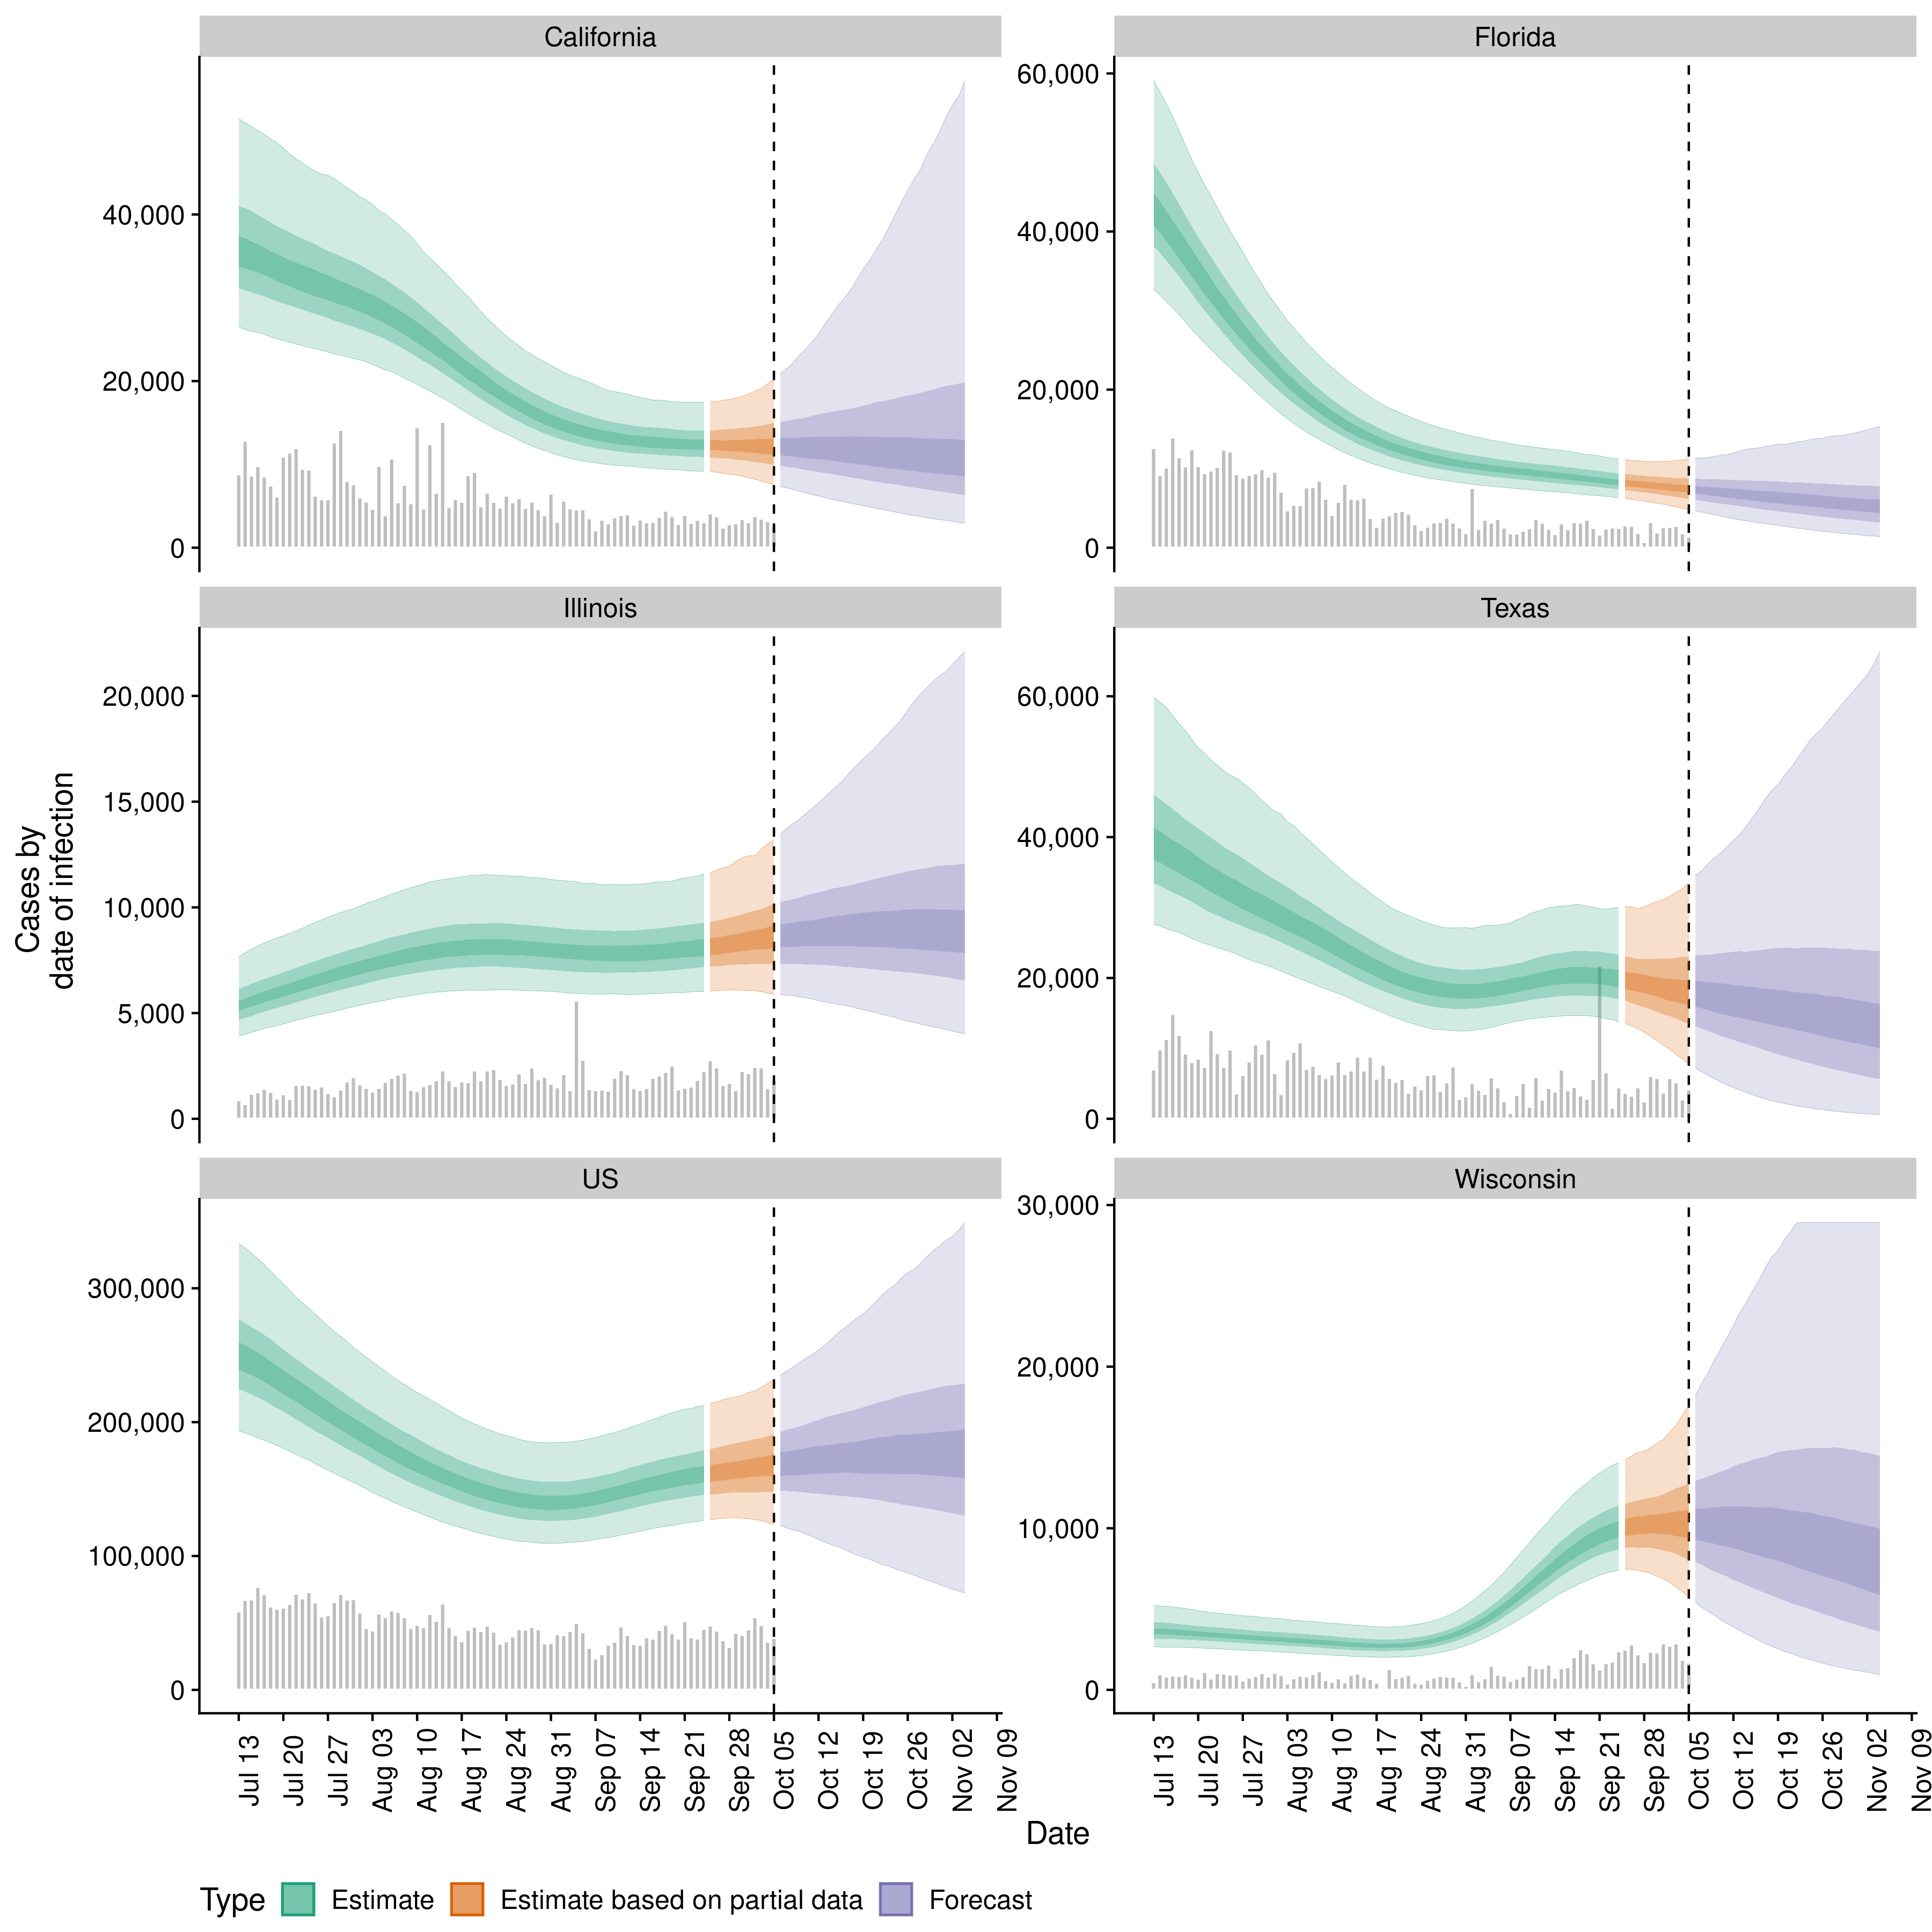 California
Florida
40,000
20,000
0
60,000
40,000
20,000
0
Illinois
Texas
20,000
15,000
10,000
5,000
0
60,000
40,000
20,000
0
US
Wisconsin
300,000
200,000
100,000
0
30,000
20,000
10,000
0
Cases by
date of infection
Jul 13
Jul 20
Jul 27
Aug 03
Aug 10
Aug 17
Aug 24
Aug 31
Sep 07
Sep 14
Sep 21
Sep 28
Oct 05
Oct 12
Oct 19
Oct 26
Nov 02
Nov 09
Jul 13
Jul 20
Jul 27
Aug 03
Aug 10
Aug 17
Aug 24
Aug 31
Sep 07
Sep 14
Sep 21
Sep 28
Oct 05
Oct 12
Oct 19
Oct 26
Nov 02
Nov 09
Date
Type Estimate Estimate based on partial data Forecast